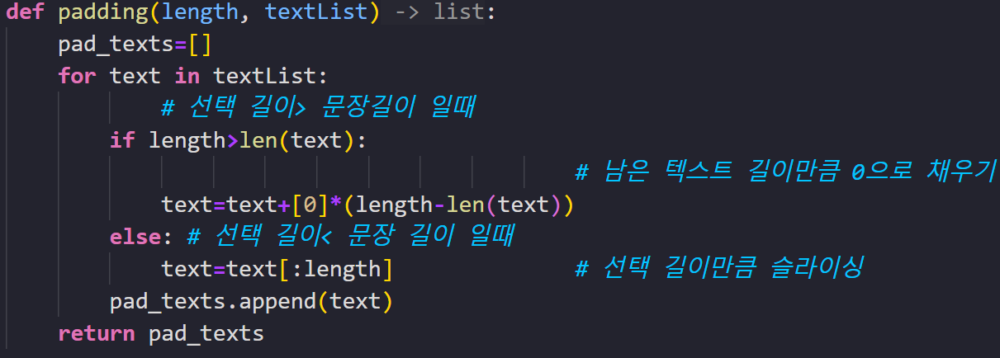 def padding(length, textList) -> list:
    pad_texts=[]
    for text in textList:
            # 선택 길이> 문장길이 일때
        if length>len(text):
                                            # 남은 텍스트 길이만큼 0으로 채우기
            text=text+[0]*(length-len(text))
        else: # 선택 길이< 문장 길이 일때
            text=text[:length]              # 선택 길이만큼 슬라이싱
        pad_texts.append(text)
    return pad_texts